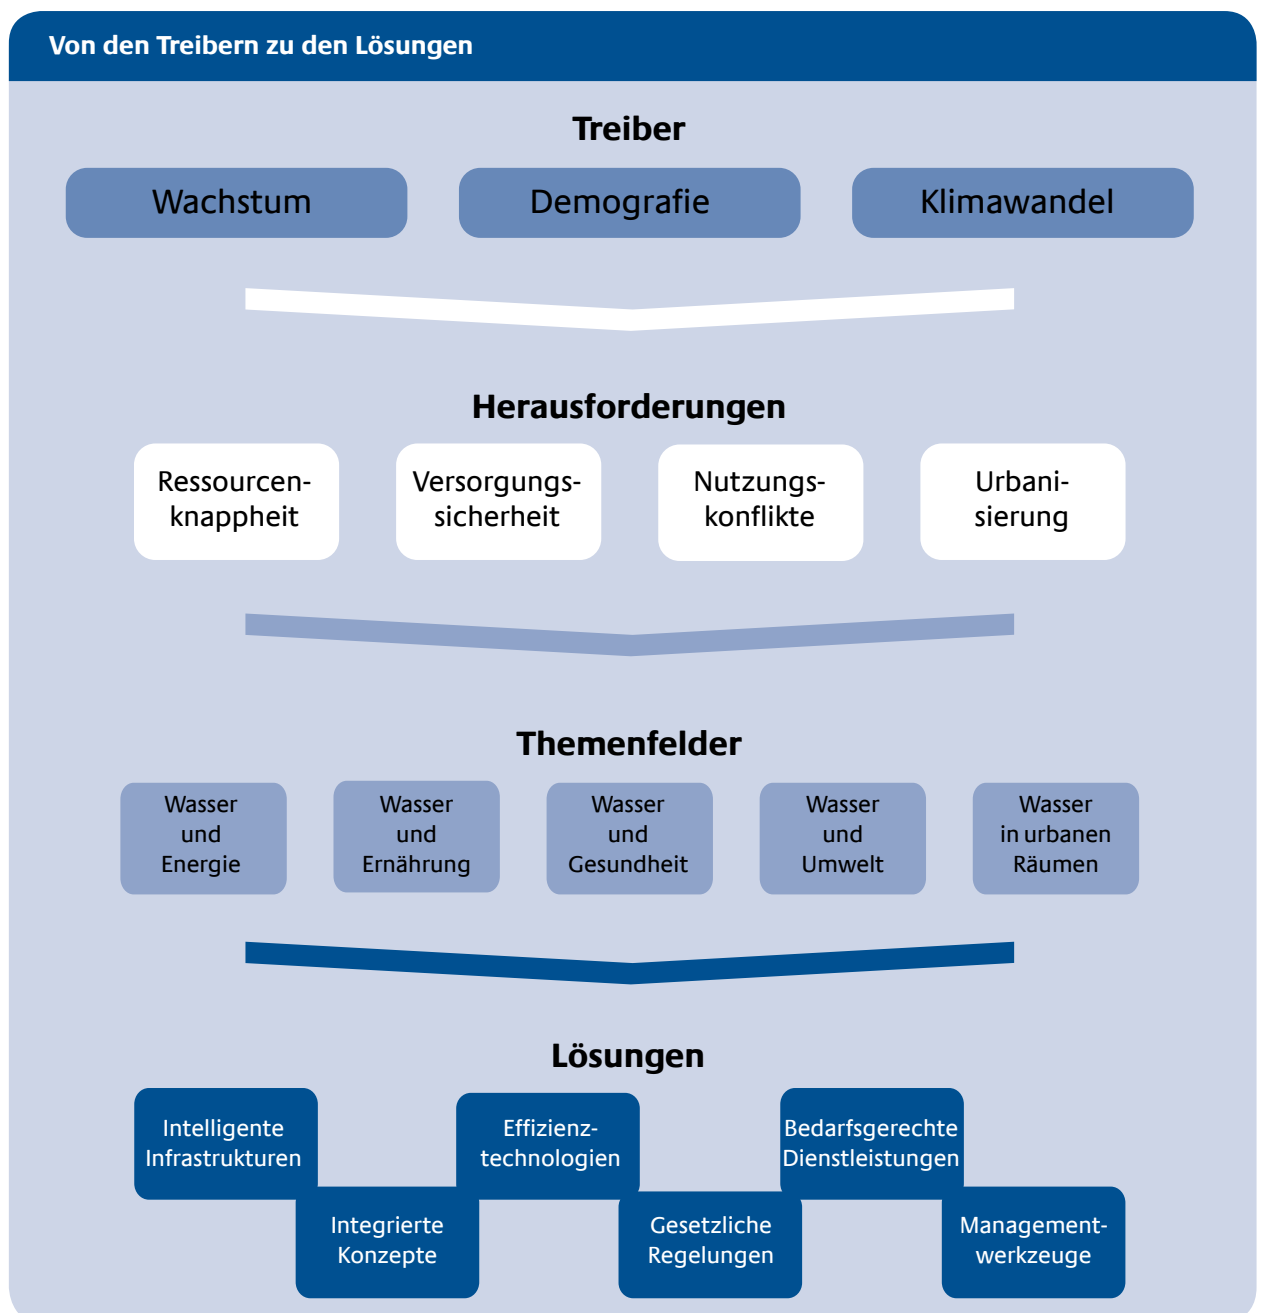 Von den Treibern zu den Lösungen
Treiber
Wachstum
Demografie
Klimawandel
Herausforderungen
Ressourcen-
knappheit
Versorgungs-
sicherheit
Nutzungs-
konflikte
Urbani-
sierung
Themenfelder
Wasser
und
Energie
Wasser
und
Ernährung
Wasser
und
Gesundheit
Wasser
und
Umwelt
Wasser
in urbanen
Räumen
Lösungen
Intelligente
Infrastrukturen
Integrierte
Konzepte
Effizienz-
technologien
Gesetzliche
Regelungen
Bedarfsgerechte
Dienstleistungen
Management-
werkzeuge